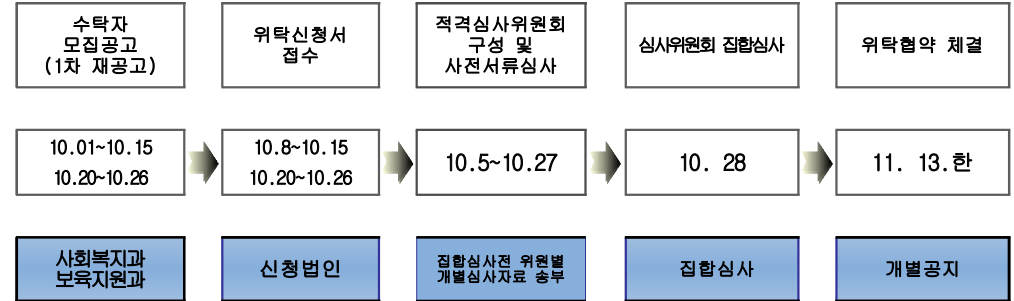 수탁자
모집공고
(1차 재공고)
위탁신청서
접수
적격심사위원회
구성 및
사전서류심사
심사위원회 집합심사
위탁협약 체결
10.01~10.15
10.20~10.26
10.8~10.15
10.20~10.26
10.5~10.27
10. 28
11. 13.한
사회복지과
보육지원과
신청법인
집합심사전 위원별
개별심사자료 송부
집합심사
개별공지